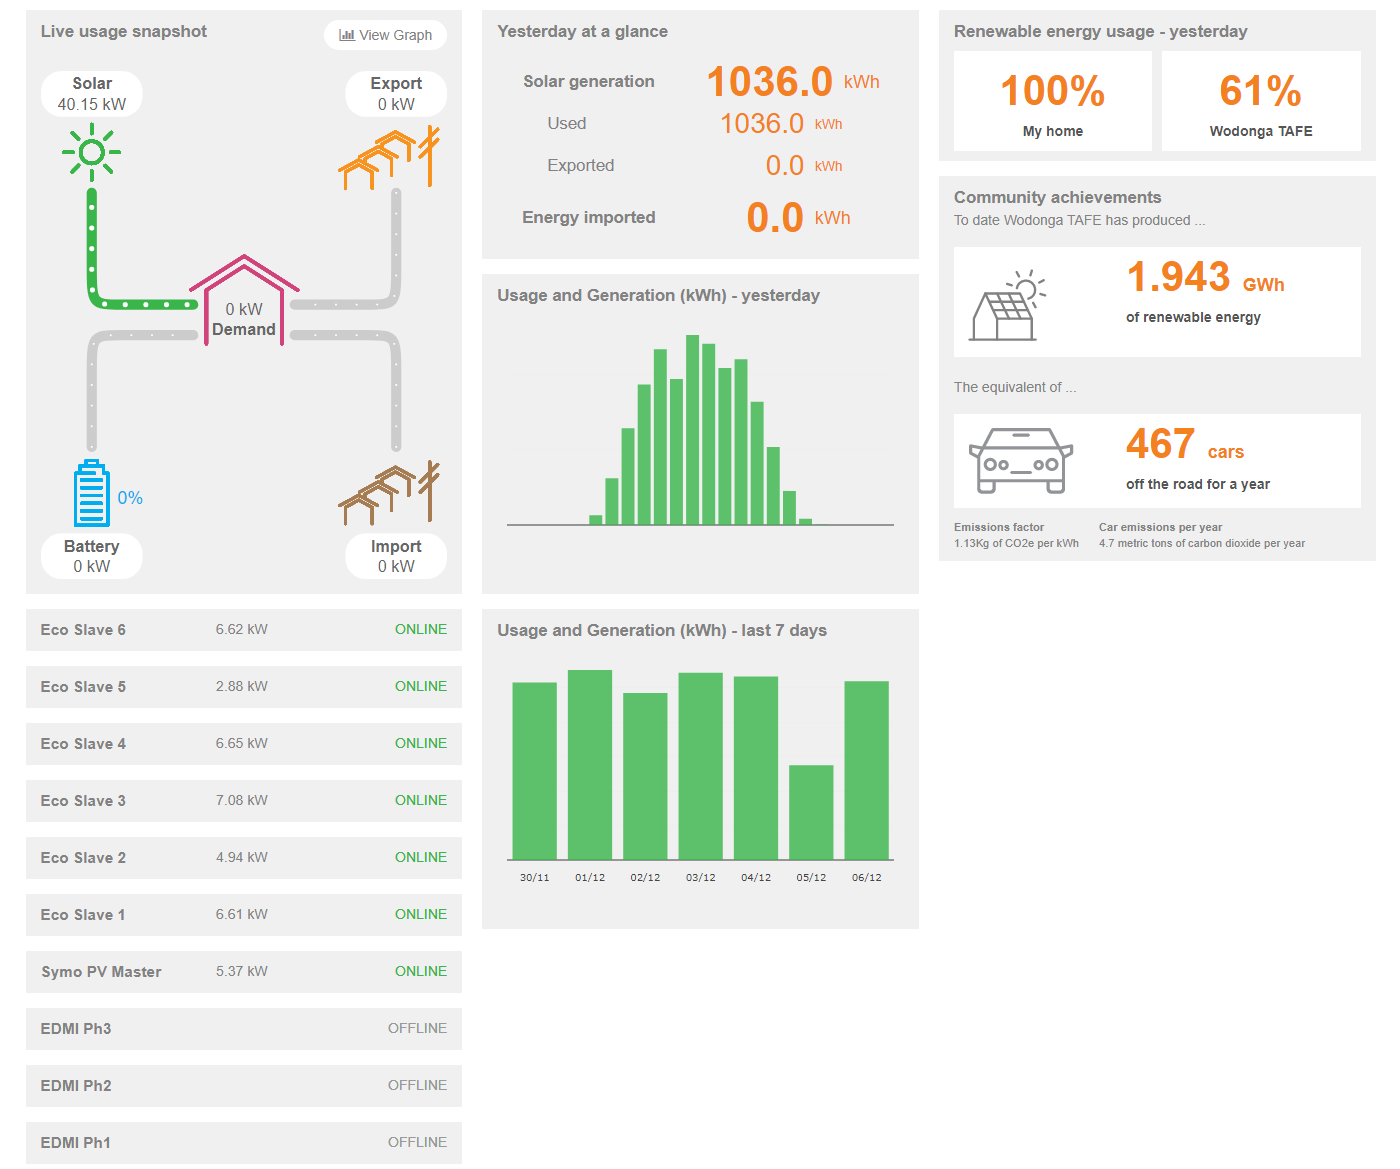 Live usage snapshot
View Graph
Solar
40.15 kW
Export
0 kW
0 kW
Demand
0%
Battery
0 kW
Import
0 kW
Eco Slave 6 6.62 kW ONLINE
Eco Slave 5 2.88 kW ONLINE
Eco Slave 4 6.65 kW ONLINE
Eco Slave 3 7.08 kW ONLINE
Eco Slave 2 4.94 kW ONLINE
Eco Slave 1 6.61 kW ONLINE
Symo PV Master 5.37 kW ONLINE
EDMI Ph3 OFFLINE
EDMI Ph2 OFFLINE
EDMI Ph1 OFFLINE
Yesterday at a glance
Solar generation 1036.0 kWh
Used 1036.0 kWh
Exported 0.0 kWh
Energy imported 0.0 kWh
Usage and Generation (kWh) - yesterday
Usage and Generation (kWh) - last 7 days
30/11 01/12 02/12 03/12 04/12 05/12 06/12
Renewable energy usage - yesterday
100%
My home
61%
Wodonga TAFE
Community achievements
To date Wodonga TAFE has produced ...
1.943 GWh
of renewable energy
The equivalent of ...
467 cars
off the road for a year
Emissions factor
1.13Kg of CO2e per kWh
Car emissions per year
4.7 metric tons of carbon dioxide per year